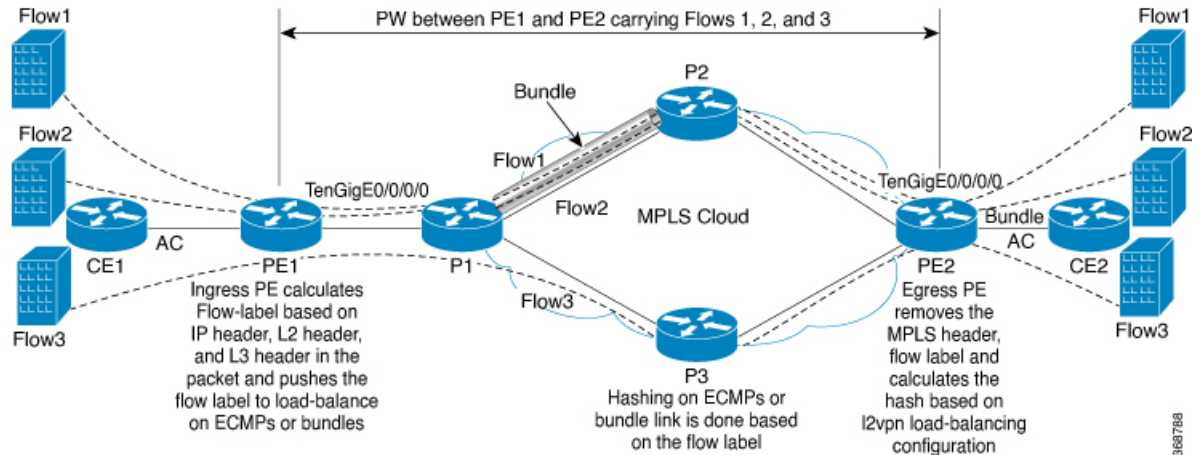 PW between PE1 and PE2 carrying Flows 1, 2, and 3
Flow1
Flow1
P2
Bundle
Flow2
Flow2
Flow1
TenGigE0/0/0/0
TenGigE0/0/0/0
Flow2
MPLS Cloud
Bundle
AC
AC
CE1
PE1
P1
PE2
CE2
Flow3
Flow3
Flow3
Ingress PE calculates
Flow-label based on
IP header, L2 header,
and L3 header in the
packet and pushes the
flow label to load-balance
on ECMPs or bundles
P3
Hashing on ECMPs or
bundle link is done based
on the flow label
Egress PE
removes the
MPLS header,
flow label and
calculates the
hash based on
l2vpn load-balancing
configuration
368788